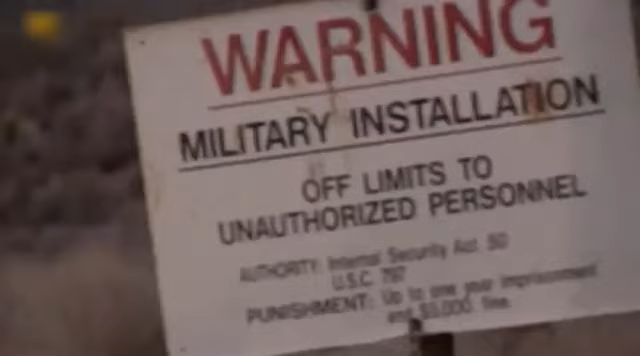 WARNING
MILITARY INSTALLATION
OFF LIMITS TO
UNAUTHORIZED PERSONNEL
AUTHORITY: Internal Security Act, 50
U.S.C. 797
PUNISHMENT: Up to one year imprisonment
and $5,000 fine.